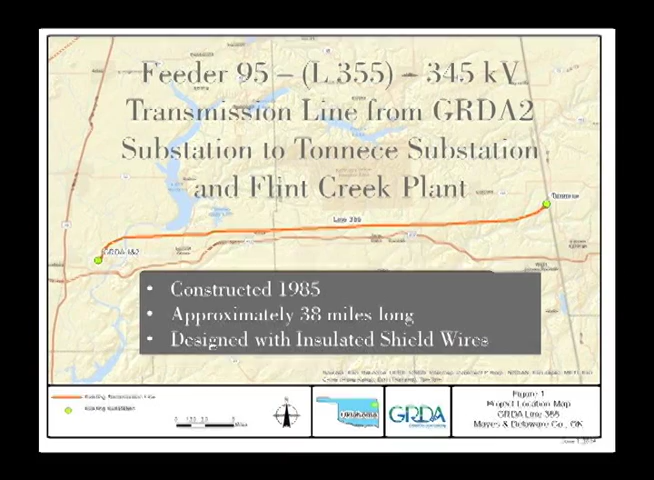 Feeder 95 – (L 355) – 345 kV
Transmission Line from GRDA2
Substation to Tonnece Substation
and Flint Creek Plant
Tonnece
Line 355
GRDA 1&2
• Constructed 1985
• Approximately 38 miles long
• Designed with Insulated Shield Wires
Existing Transmission Line
Existing Substation
N
Miles
Oklahoma
GRDA
Figure 1
Project Location Map
GRDA Line 355
Mayes & Delaware Co., OK